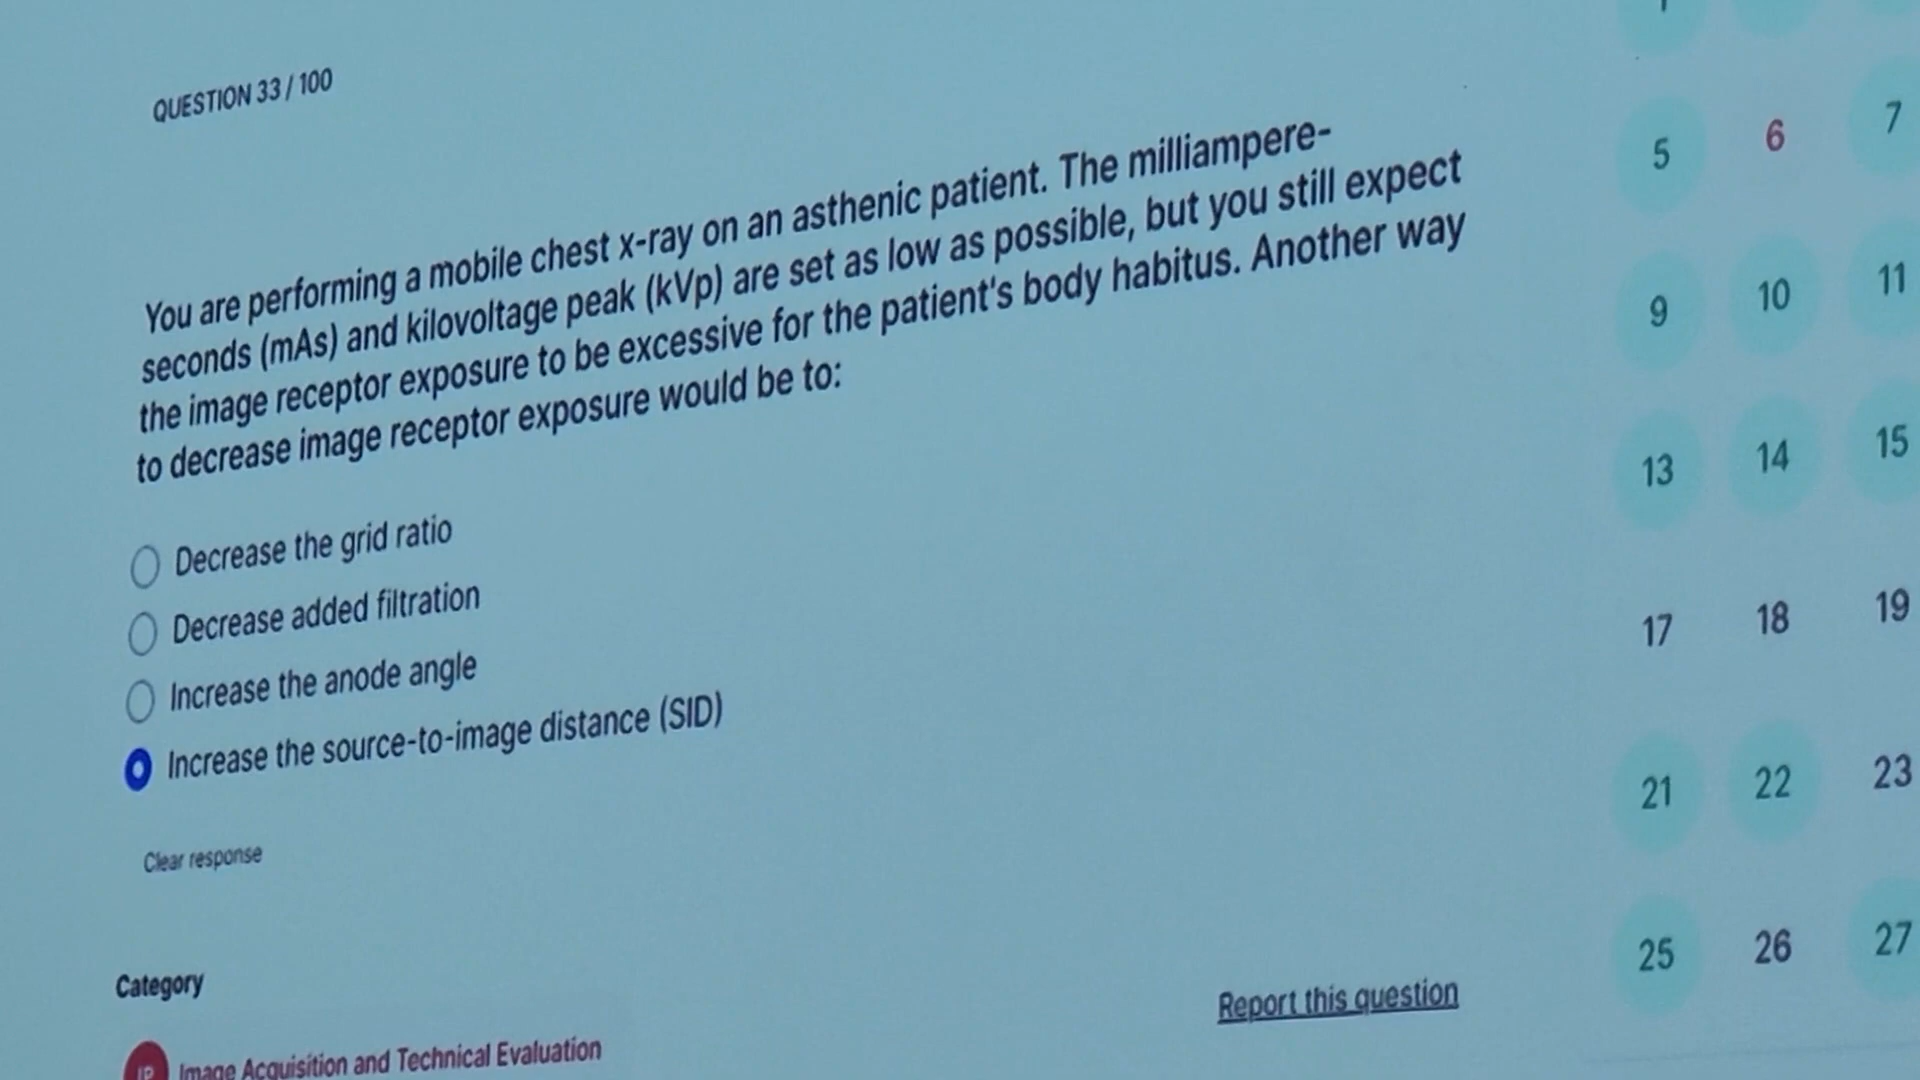 QUESTION 33 / 100
You are performing a mobile chest x-ray on an asthenic patient. The milliampere-
seconds (mAs) and kilovoltage peak (kVp) are set as low as possible, but you still expect
the image receptor exposure to be excessive for the patient's body habitus. Another way
to decrease image receptor exposure would be to:
Decrease the grid ratio
Decrease added filtration
Increase the anode angle
Increase the source-to-image distance (SID)
Clear response
Category
Image Acquisition and Technical Evaluation
Report this question
5 6 7
9 10 11
13 14 15
17 18 19
21 22 23
25 26 27